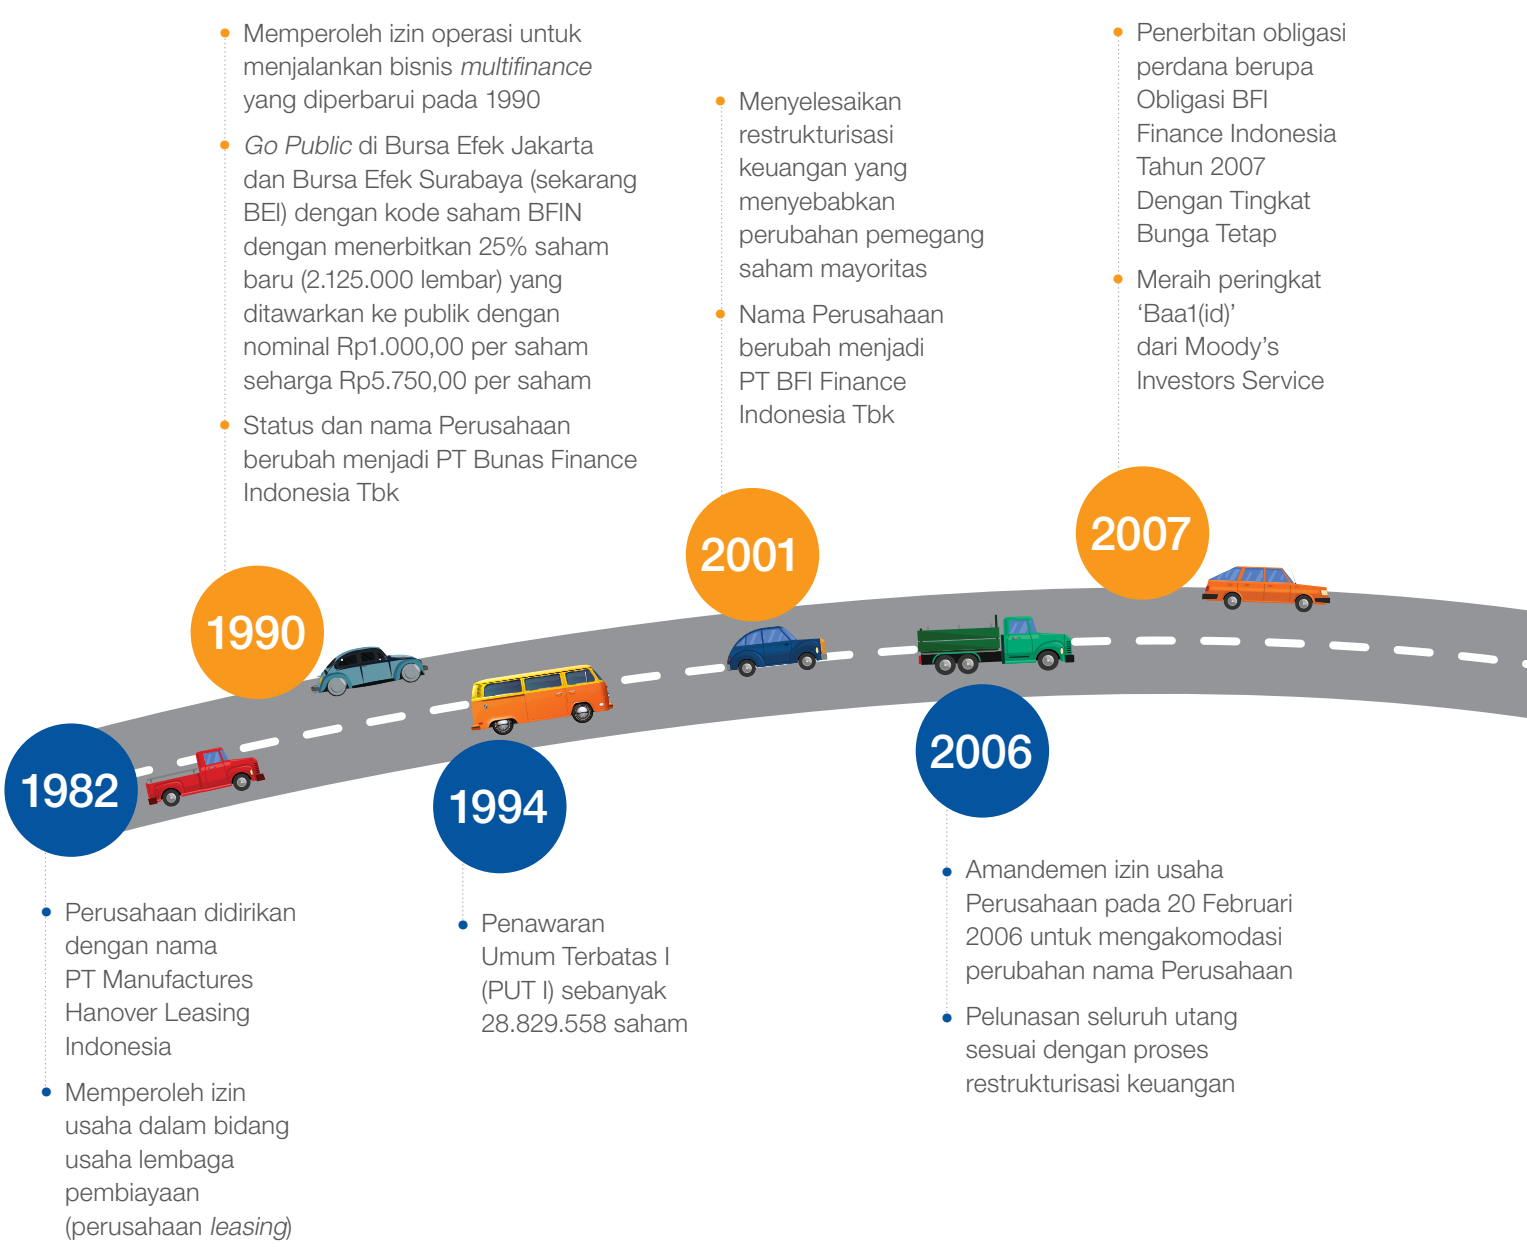 1982
Perusahaan didirikan
dengan nama
PT Manufactures
Hanover Leasing
Indonesia
Memperoleh izin
usaha dalam bidang
usaha lembaga
pembiayaan
(perusahaan leasing)
1990
Memperoleh izin operasi untuk
menjalankan bisnis multifinance
yang diperbarui pada 1990
Go Public di Bursa Efek Jakarta
dan Bursa Efek Surabaya (sekarang
BEI) dengan kode saham BFIN
dengan menerbitkan 25% saham
baru (2.125.000 lembar) yang
ditawarkan ke publik dengan
nominal Rp1.000,00 per saham
seharga Rp5.750,00 per saham
Status dan nama Perusahaan
berubah menjadi PT Bunas Finance
Indonesia Tbk
1994
Penawaran
Umum Terbatas I
(PUT I) sebanyak
28.829.558 saham
2001
Menyelesaikan
restrukturisasi
keuangan yang
menyebabkan
perubahan pemegang
saham mayoritas
Nama Perusahaan
berubah menjadi
PT BFI Finance
Indonesia Tbk
2006
Amandemen izin usaha
Perusahaan pada 20 Februari
2006 untuk mengakomodasi
perubahan nama Perusahaan
Pelunasan seluruh utang
sesuai dengan proses
restrukturisasi keuangan
2007
Penerbitan obligasi
perdana berupa
Obligasi BFI
Finance Indonesia
Tahun 2007
Dengan Tingkat
Bunga Tetap
Meraih peringkat
‘Baa1(id)’
dari Moody’s
Investors Service